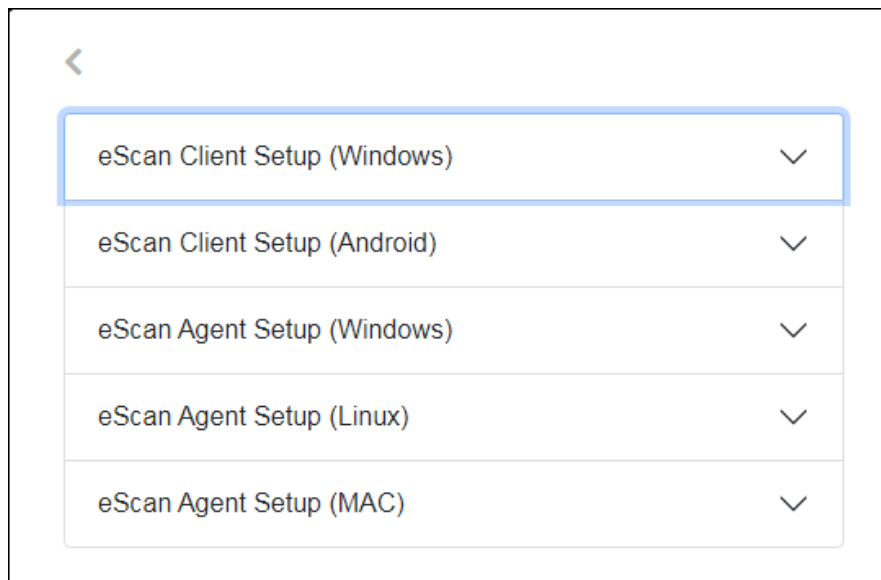 eScan Client Setup (Windows)
eScan Client Setup (Android)
eScan Agent Setup (Windows)
eScan Agent Setup (Linux)
eScan Agent Setup (MAC)